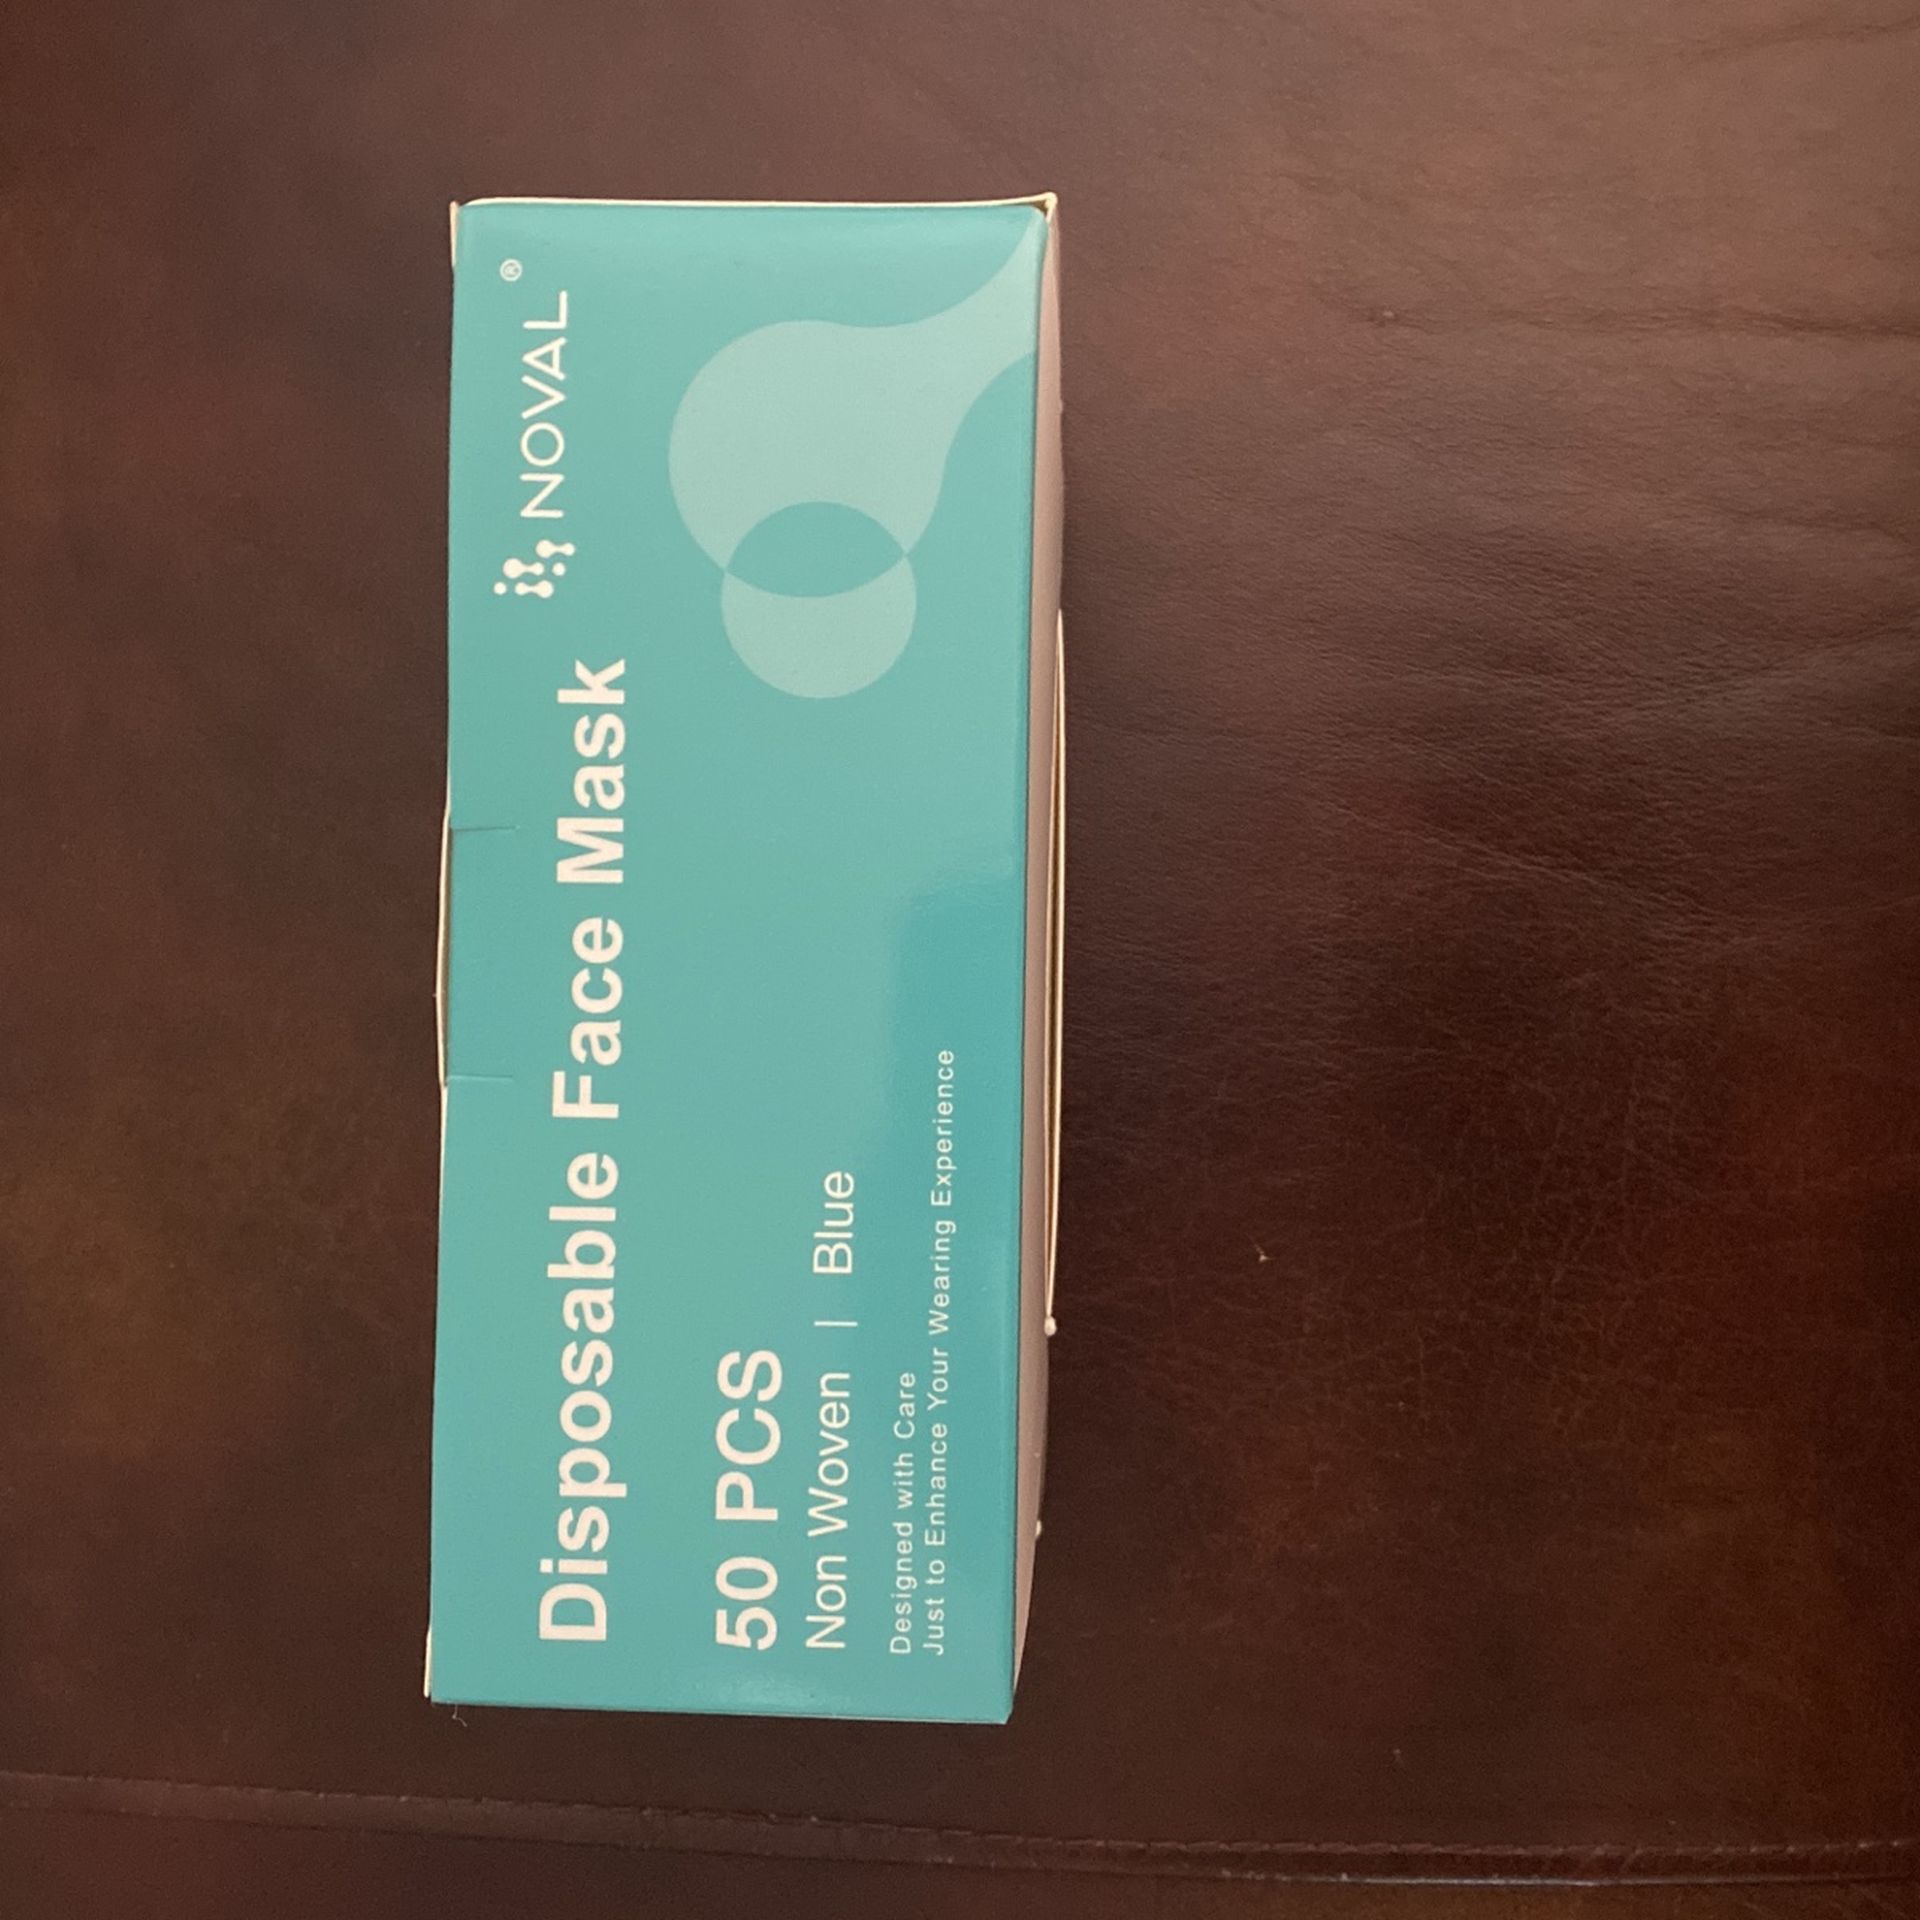 NOVAL®
Disposable Face Mask
50 PCS
Non Woven | Blue
Designed with Care
Just to Enhance Your Wearing Experience